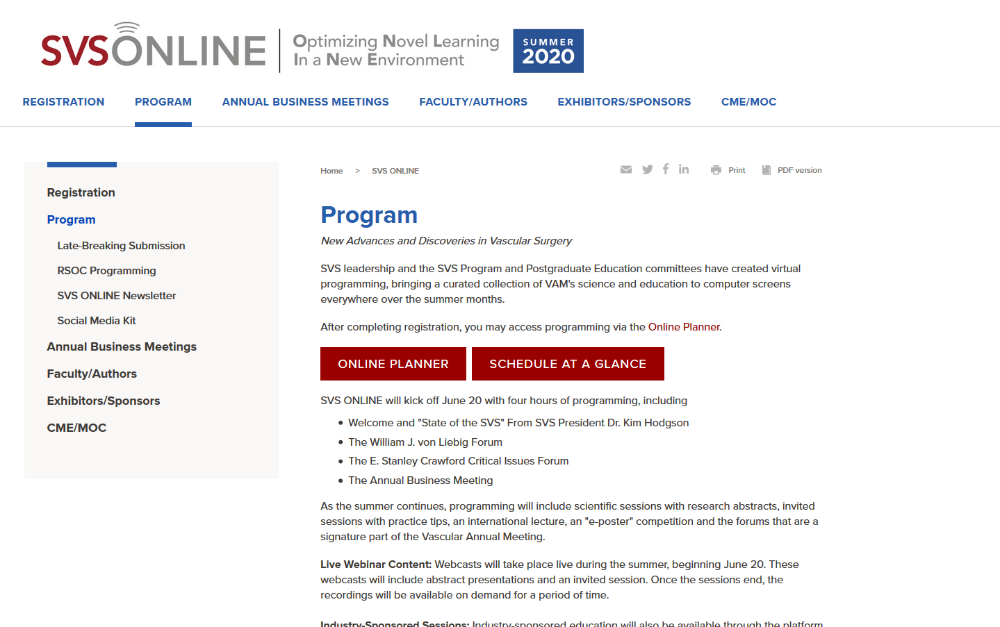 SVSONLINE
Optimizing Novel Learning
In a New Environment
SUMMER
2020
REGISTRATION PROGRAM ANNUAL BUSINESS MEETINGS FACULTY/AUTHORS EXHIBITORS/SPONSORS CME/MOC
Registration
Program
Late-Breaking Submission
RSOC Programming
SVS ONLINE Newsletter
Social Media Kit
Annual Business Meetings
Faculty/Authors
Exhibitors/Sponsors
CME/MOC
Home > SVS ONLINE
Print PDF version
Program
New Advances and Discoveries in Vascular Surgery
SVS leadership and the SVS Program and Postgraduate Education committees have created virtual
programming, bringing a curated collection of VAM's science and education to computer screens
everywhere over the summer months.
After completing registration, you may access programming via the Online Planner.
ONLINE PLANNER SCHEDULE AT A GLANCE
SVS ONLINE will kick off June 20 with four hours of programming, including
• Welcome and "State of the SVS" From SVS President Dr. Kim Hodgson
• The William J. von Liebig Forum
• The E. Stanley Crawford Critical Issues Forum
• The Annual Business Meeting
As the summer continues, programming will include scientific sessions with research abstracts, invited
sessions with practice tips, an international lecture, an "e-poster" competition and the forums that are a
signature part of the Vascular Annual Meeting.
Live Webinar Content: Webcasts will take place live during the summer, beginning June 20. These
webcasts will include abstract presentations and an invited session. Once the sessions end, the
recordings will be available on demand for a period of time.
Industry-Sponsored Sessions: Industry-sponsored education will also be available through the platform